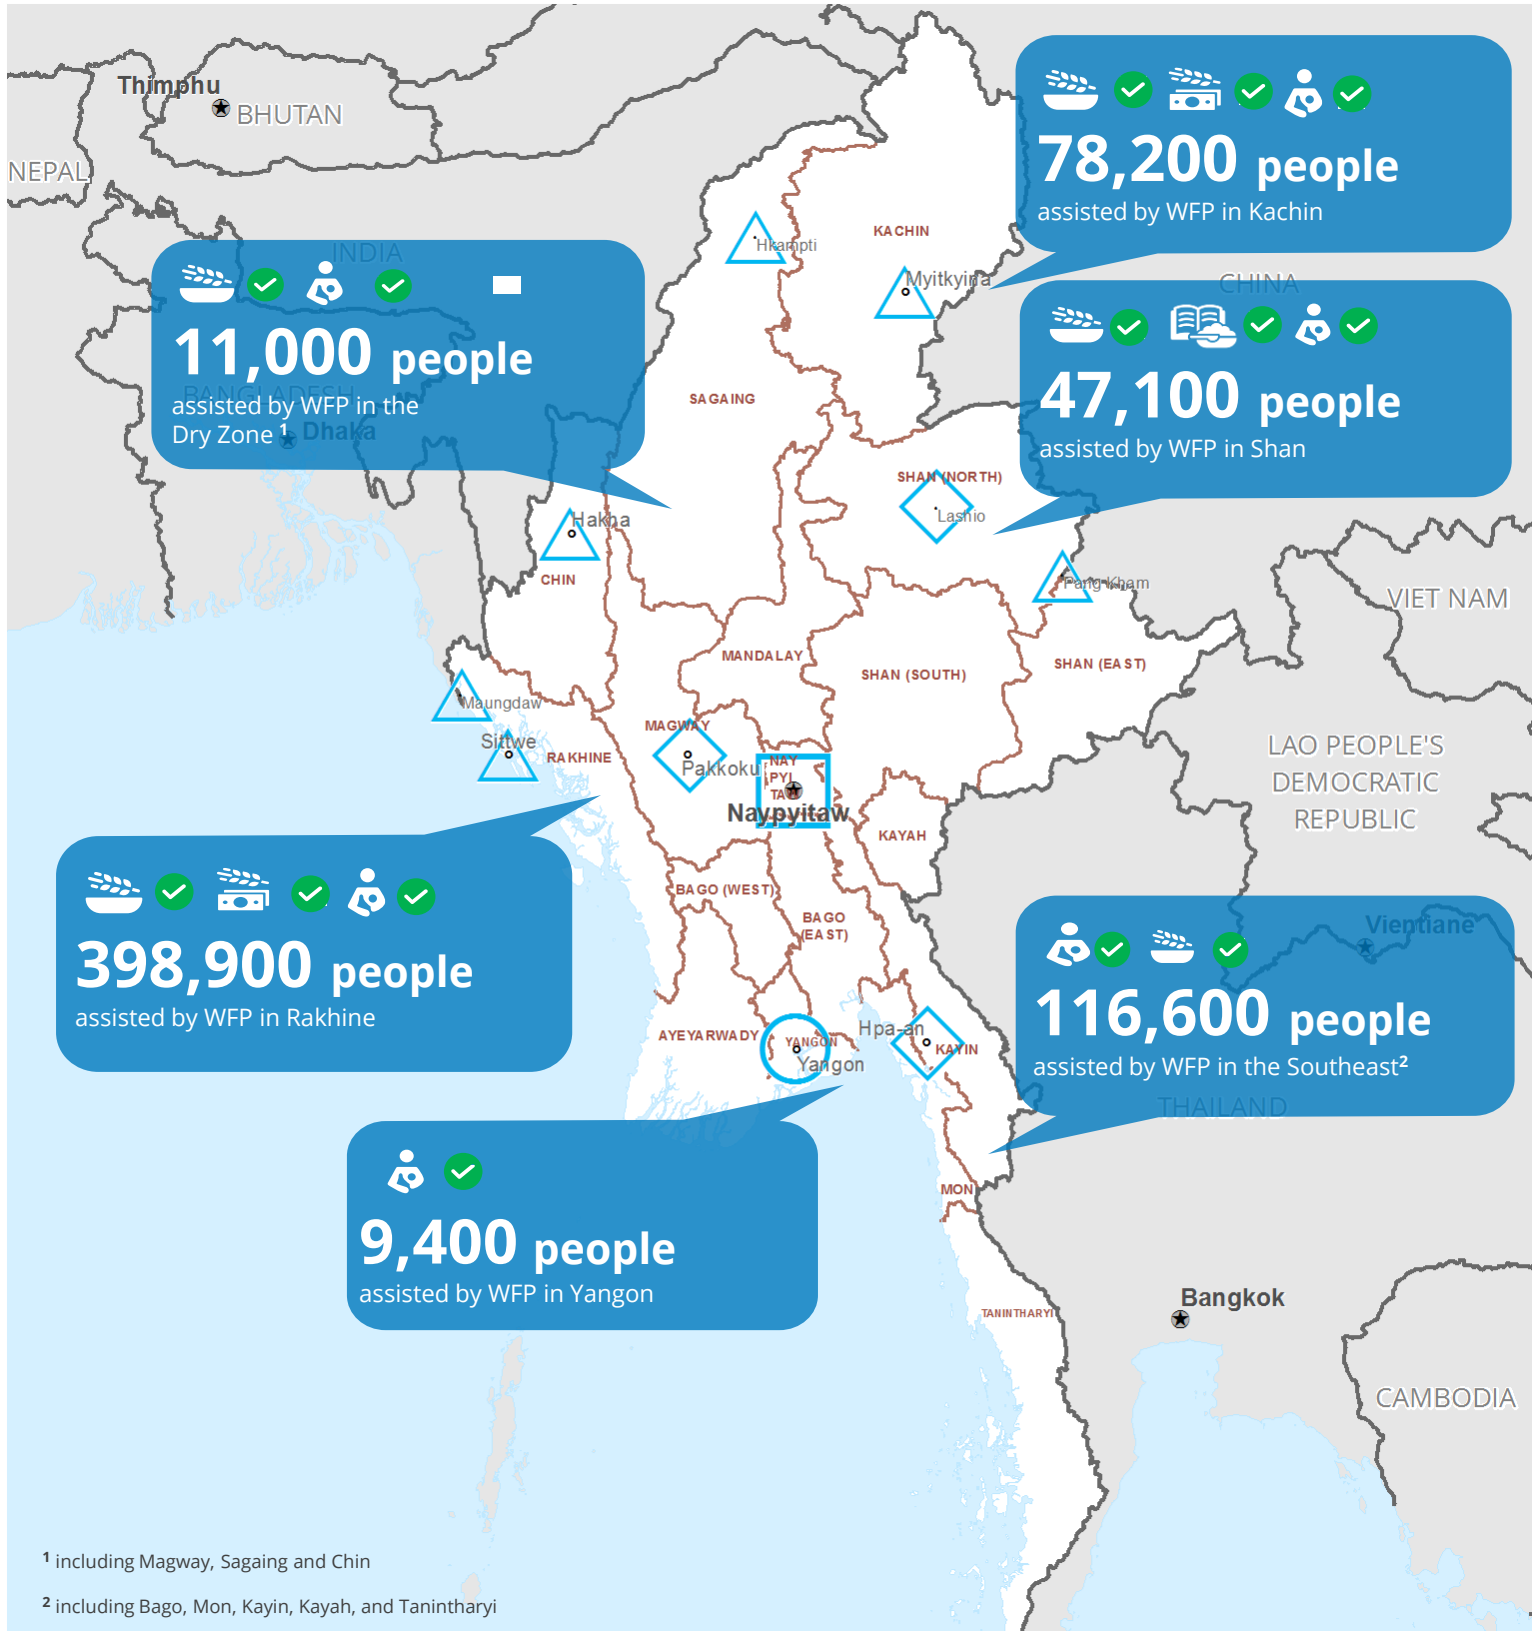 Thimphu
BHUTAN
NEPAL
INDIA
78,200 people
assisted by WFP in Kachin
KACHIN
Hkampti
Myitkyina
CHINA
11,000 people
assisted by WFP in the
Dry Zone 1
BANGLADESH
Dhaka
47,100 people
assisted by WFP in Shan
SAGAING
SHAN (NORTH)
Lashio
Hakha
CHIN
Pang Kham
VIET NAM
MANDALAY
SHAN (SOUTH)
SHAN (EAST)
Maungdaw
Sittwe
RAKHINE
MAGWAY
Pakkoku
NAY
PYI
TAW
Naypyitaw
KAYAH
LAO PEOPLE'S
DEMOCRATIC
REPUBLIC
398,900 people
assisted by WFP in Rakhine
BAGO (WEST)
BAGO
(EAST)
Vientiane
116,600 people
assisted by WFP in the Southeast2
THAILAND
AYEYARWADY
YANGON
Yangon
Hpa-an
KAYIN
9,400 people
assisted by WFP in Yangon
MON
TANINTHARYI
Bangkok
CAMBODIA
1 including Magway, Sagaing and Chin
2 including Bago, Mon, Kayin, Kayah, and Tanintharyi